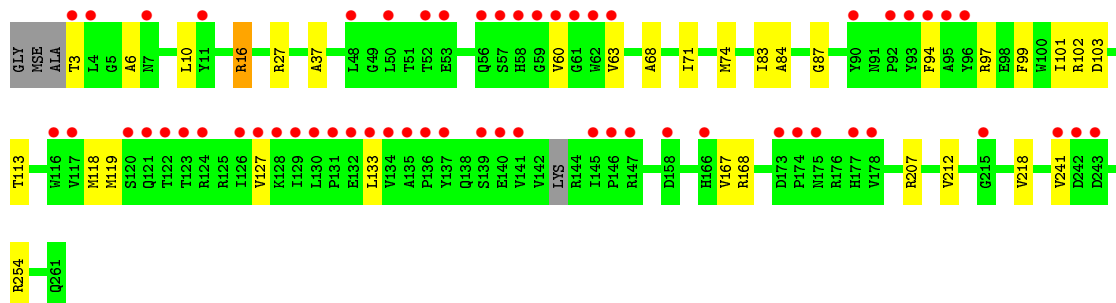 GLY MSE ALA T3 L4 G5 A6 N7 L10 Y11 R16 R27 A37 L48 G49 L50 T51 T52 E53 Q56 S57 H58 G59 V60 G61 W62 V63 A68 I71 M74 I83 A84 G87 Y90 N91 P92 Y93 F94 A95 Y96 R97 E98 F99 W100 I101 R102 D103
T113 W116 V117 M118 M119 S120 Q121 T122 T123 R124 R125 I126 V127 K128 I129 L130 P131 E132 L133 V134 A135 P136 Y137 Q138 S139 E140 V141 V142 LYS R144 I145 P146 R147 D158 H166 V167 R168 D173 P174 N175 R176 H177 V178 R207 V212 G215 V218 V241 D242 D243
R254 Q261